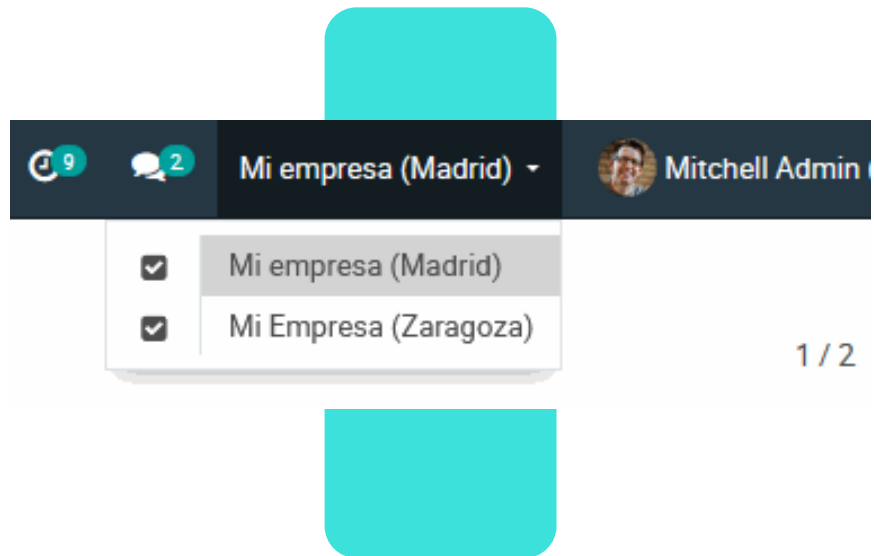 9 2 Mi empresa (Madrid) Mitchell Admin (
Mi empresa (Madrid)
Mi Empresa (Zaragoza)
1 / 2